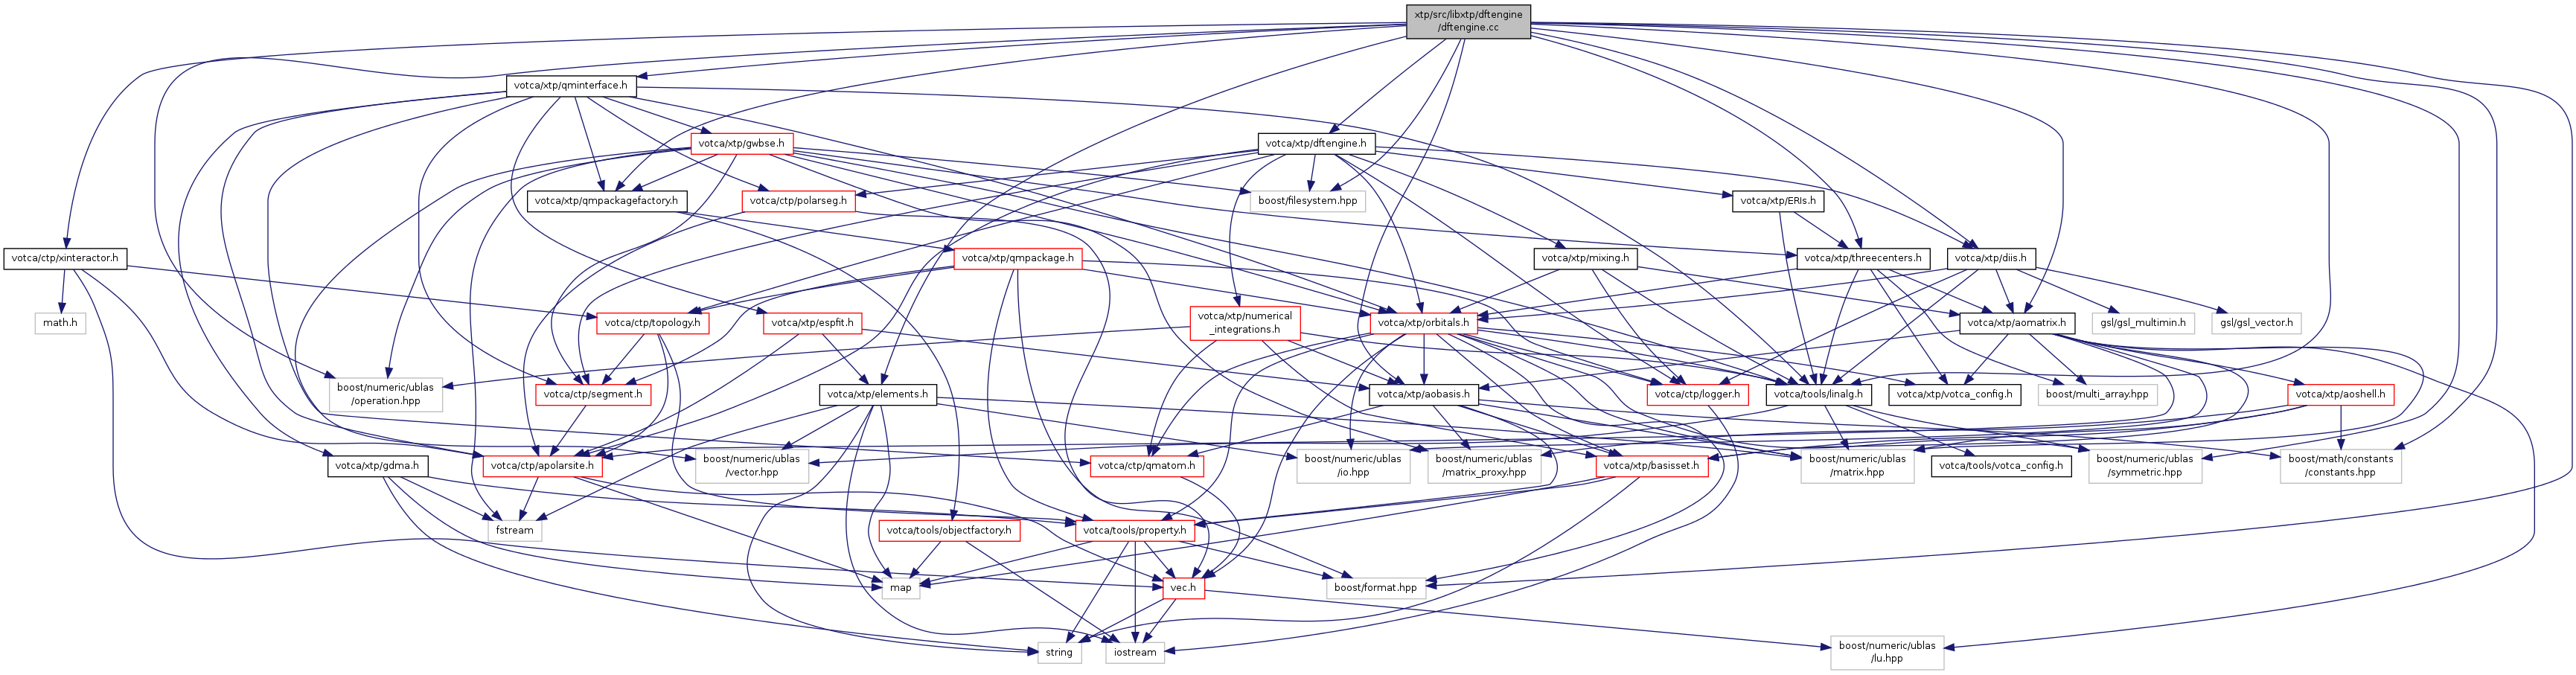 xtp/src/libxtp/dftengine
/dftengine.cc
votca/xtp/qminterface.h
votca/xtp/gwbse.h
votca/xtp/dftengine.h
votca/xtp/qmpackagefactory.h
votca/ctp/polarseg.h
boost/filesystem.hpp
votca/xtp/ERIs.h
votca/ctp/xinteractor.h
votca/xtp/qmpackage.h
votca/xtp/mixing.h
votca/xtp/threecenters.h
votca/xtp/diis.h
math.h
votca/ctp/topology.h
votca/xtp/espfit.h
votca/xtp/numerical
_integrations.h
votca/xtp/orbitals.h
votca/xtp/aomatrix.h
gsl/gsl_multimin.h
gsl/gsl_vector.h
boost/numeric/ublas
/operation.hpp
votca/ctp/segment.h
votca/xtp/elements.h
votca/xtp/aobasis.h
votca/ctp/logger.h
votca/tools/linalg.h
votca/xtp/votca_config.h
boost/multi_array.hpp
votca/xtp/aoshell.h
votca/xtp/gdma.h
votca/ctp/apolarsite.h
boost/numeric/ublas
/vector.hpp
votca/ctp/qmatom.h
boost/numeric/ublas
/io.hpp
boost/numeric/ublas
/matrix_proxy.hpp
votca/xtp/basisset.h
boost/numeric/ublas
/matrix.hpp
votca/tools/votca_config.h
boost/numeric/ublas
/symmetric.hpp
boost/math/constants
/constants.hpp
fstream
votca/tools/objectfactory.h
votca/tools/property.h
map
vec.h
boost/format.hpp
string
iostream
boost/numeric/ublas
/lu.hpp